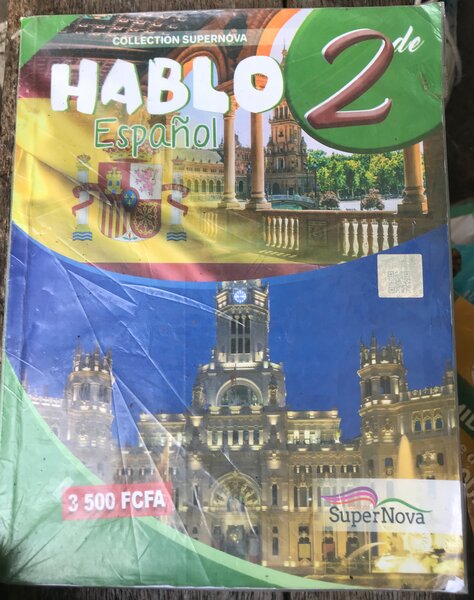 COLLECTION SUPERNOVA
HABLO
Español
2de
3 500 FCFA
SuperNova